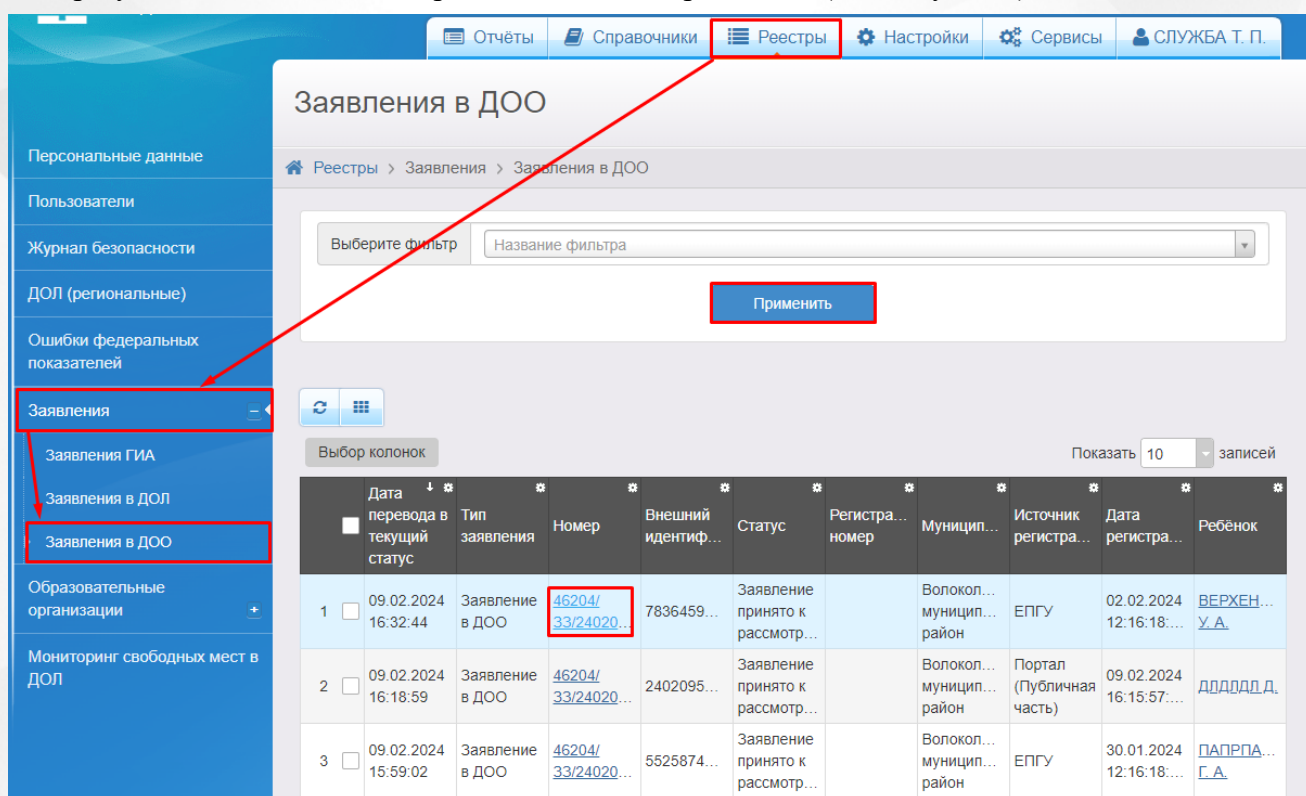 Отчёты Справочники Реестры Настройки Сервисы СЛУЖБА Т. П.
Заявления в ДОО
Реестры > Заявления > Заявления в ДОО
Персональные данные
Пользователи
Журнал безопасности
ДОЛ (региональные)
Ошибки федеральных
показателей
Заявления
Заявления ГИА
Заявления в ДОЛ
Заявления в ДОО
Образовательные
организации
Мониторинг свободных мест в
ДОЛ
Выберите фильтр Название фильтра
Применить
Выбор колонок Показать 10 записей
Дата
перевода в
текущий
статус
Тип
заявления
Номер
Внешний
идентиф...
Статус
Регистра...
номер
Муницип...
Источник
регистра...
Дата
регистра...
Ребёнок
1 09.02.2024
16:32:44
Заявление
в ДОО
46204/
33/24020...
7836459...
Заявление
принято к
рассмотр...
Волокол...
муницип...
район
ЕПГУ
02.02.2024
12:16:18:...
ВЕРХЕН...
У. А.
2 09.02.2024
16:18:59
Заявление
в ДОО
46204/
33/24020...
2402095...
Заявление
принято к
рассмотр...
Волокол...
муницип...
район
Портал
(Публичная
часть)
09.02.2024
16:15:57:...
ДЛДЛДЛ Д.
3 09.02.2024
15:59:02
Заявление
в ДОО
46204/
33/24020...
5525874...
Заявление
принято к
рассмотр...
Волокол...
муницип...
район
ЕПГУ
30.01.2024
12:16:18:...
ПАПРПА...
Г. А.